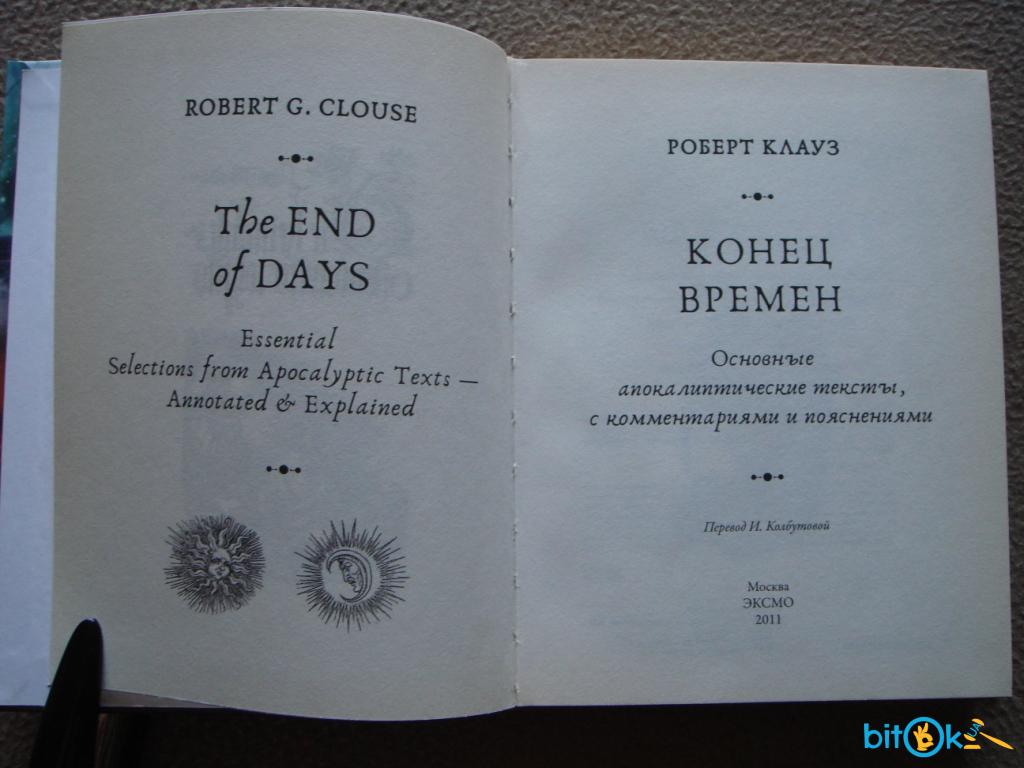 ROBERT G. CLOUSE
The END
of DAYS
Essential
Selections from Apocalyptic Texts —
Annotated & Explained
РОБЕРТ КЛАУЗ
КОНЕЦ
ВРЕМЕН
Основные
апокалиптические тексты,
с комментариями и пояснениями
Перевод И. Колбутовой
Москва
ЭКСМО
2011
bitOk UA